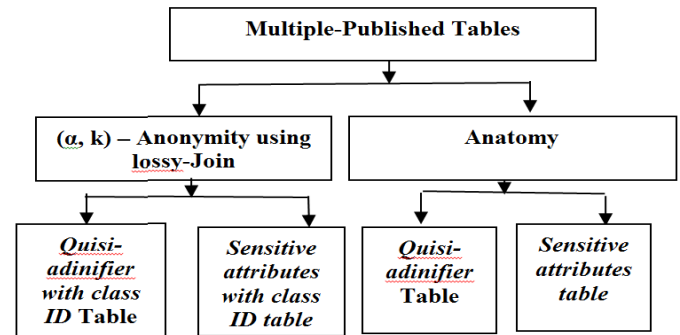 Multiple-Published Tables
(α, k) – Anonymity using
lossy-Join
Anatomy
Quisi-
adinifier
with class
ID Table
Sensitive
attributes
with class
ID table
Quisi-
adinifier
Table
Sensitive
attributes
table